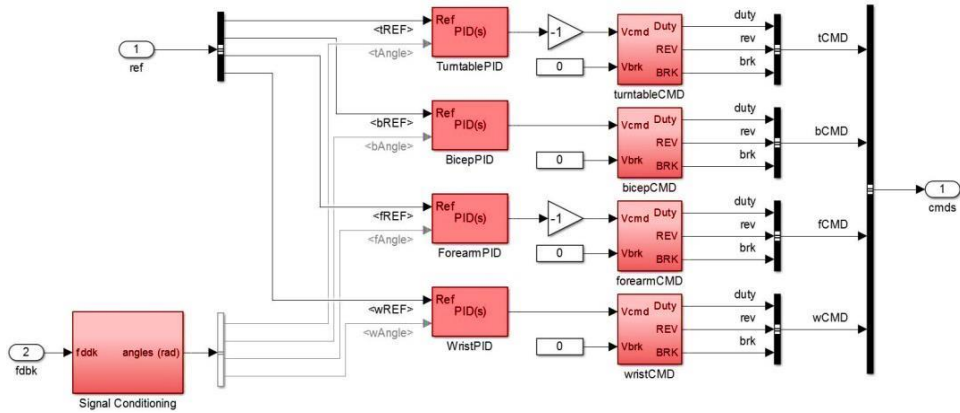 1
ref
<tREF>
<tAngle>
Ref
PID(s)
TurntablePID
-1
0
Vcmd
Vbrk
Duty
REV
BRK
turntableCMD
duty
rev
brk
tCMD
<bREF>
<bAngle>
Ref
PID(s)
BicepPID
0
Vcmd
Vbrk
Duty
REV
BRK
bicepCMD
duty
rev
brk
bCMD
1
cmds
<fREF>
<fAngle>
Ref
PID(s)
ForearmPID
-1
0
Vcmd
Vbrk
Duty
REV
BRK
forearmCMD
duty
rev
brk
fCMD
<wREF>
<wAngle>
Ref
PID(s)
WristPID
0
Vcmd
Vbrk
Duty
REV
BRK
wristCMD
duty
rev
brk
wCMD
2
fdbk
fddk
angles (rad)
Signal Conditioning